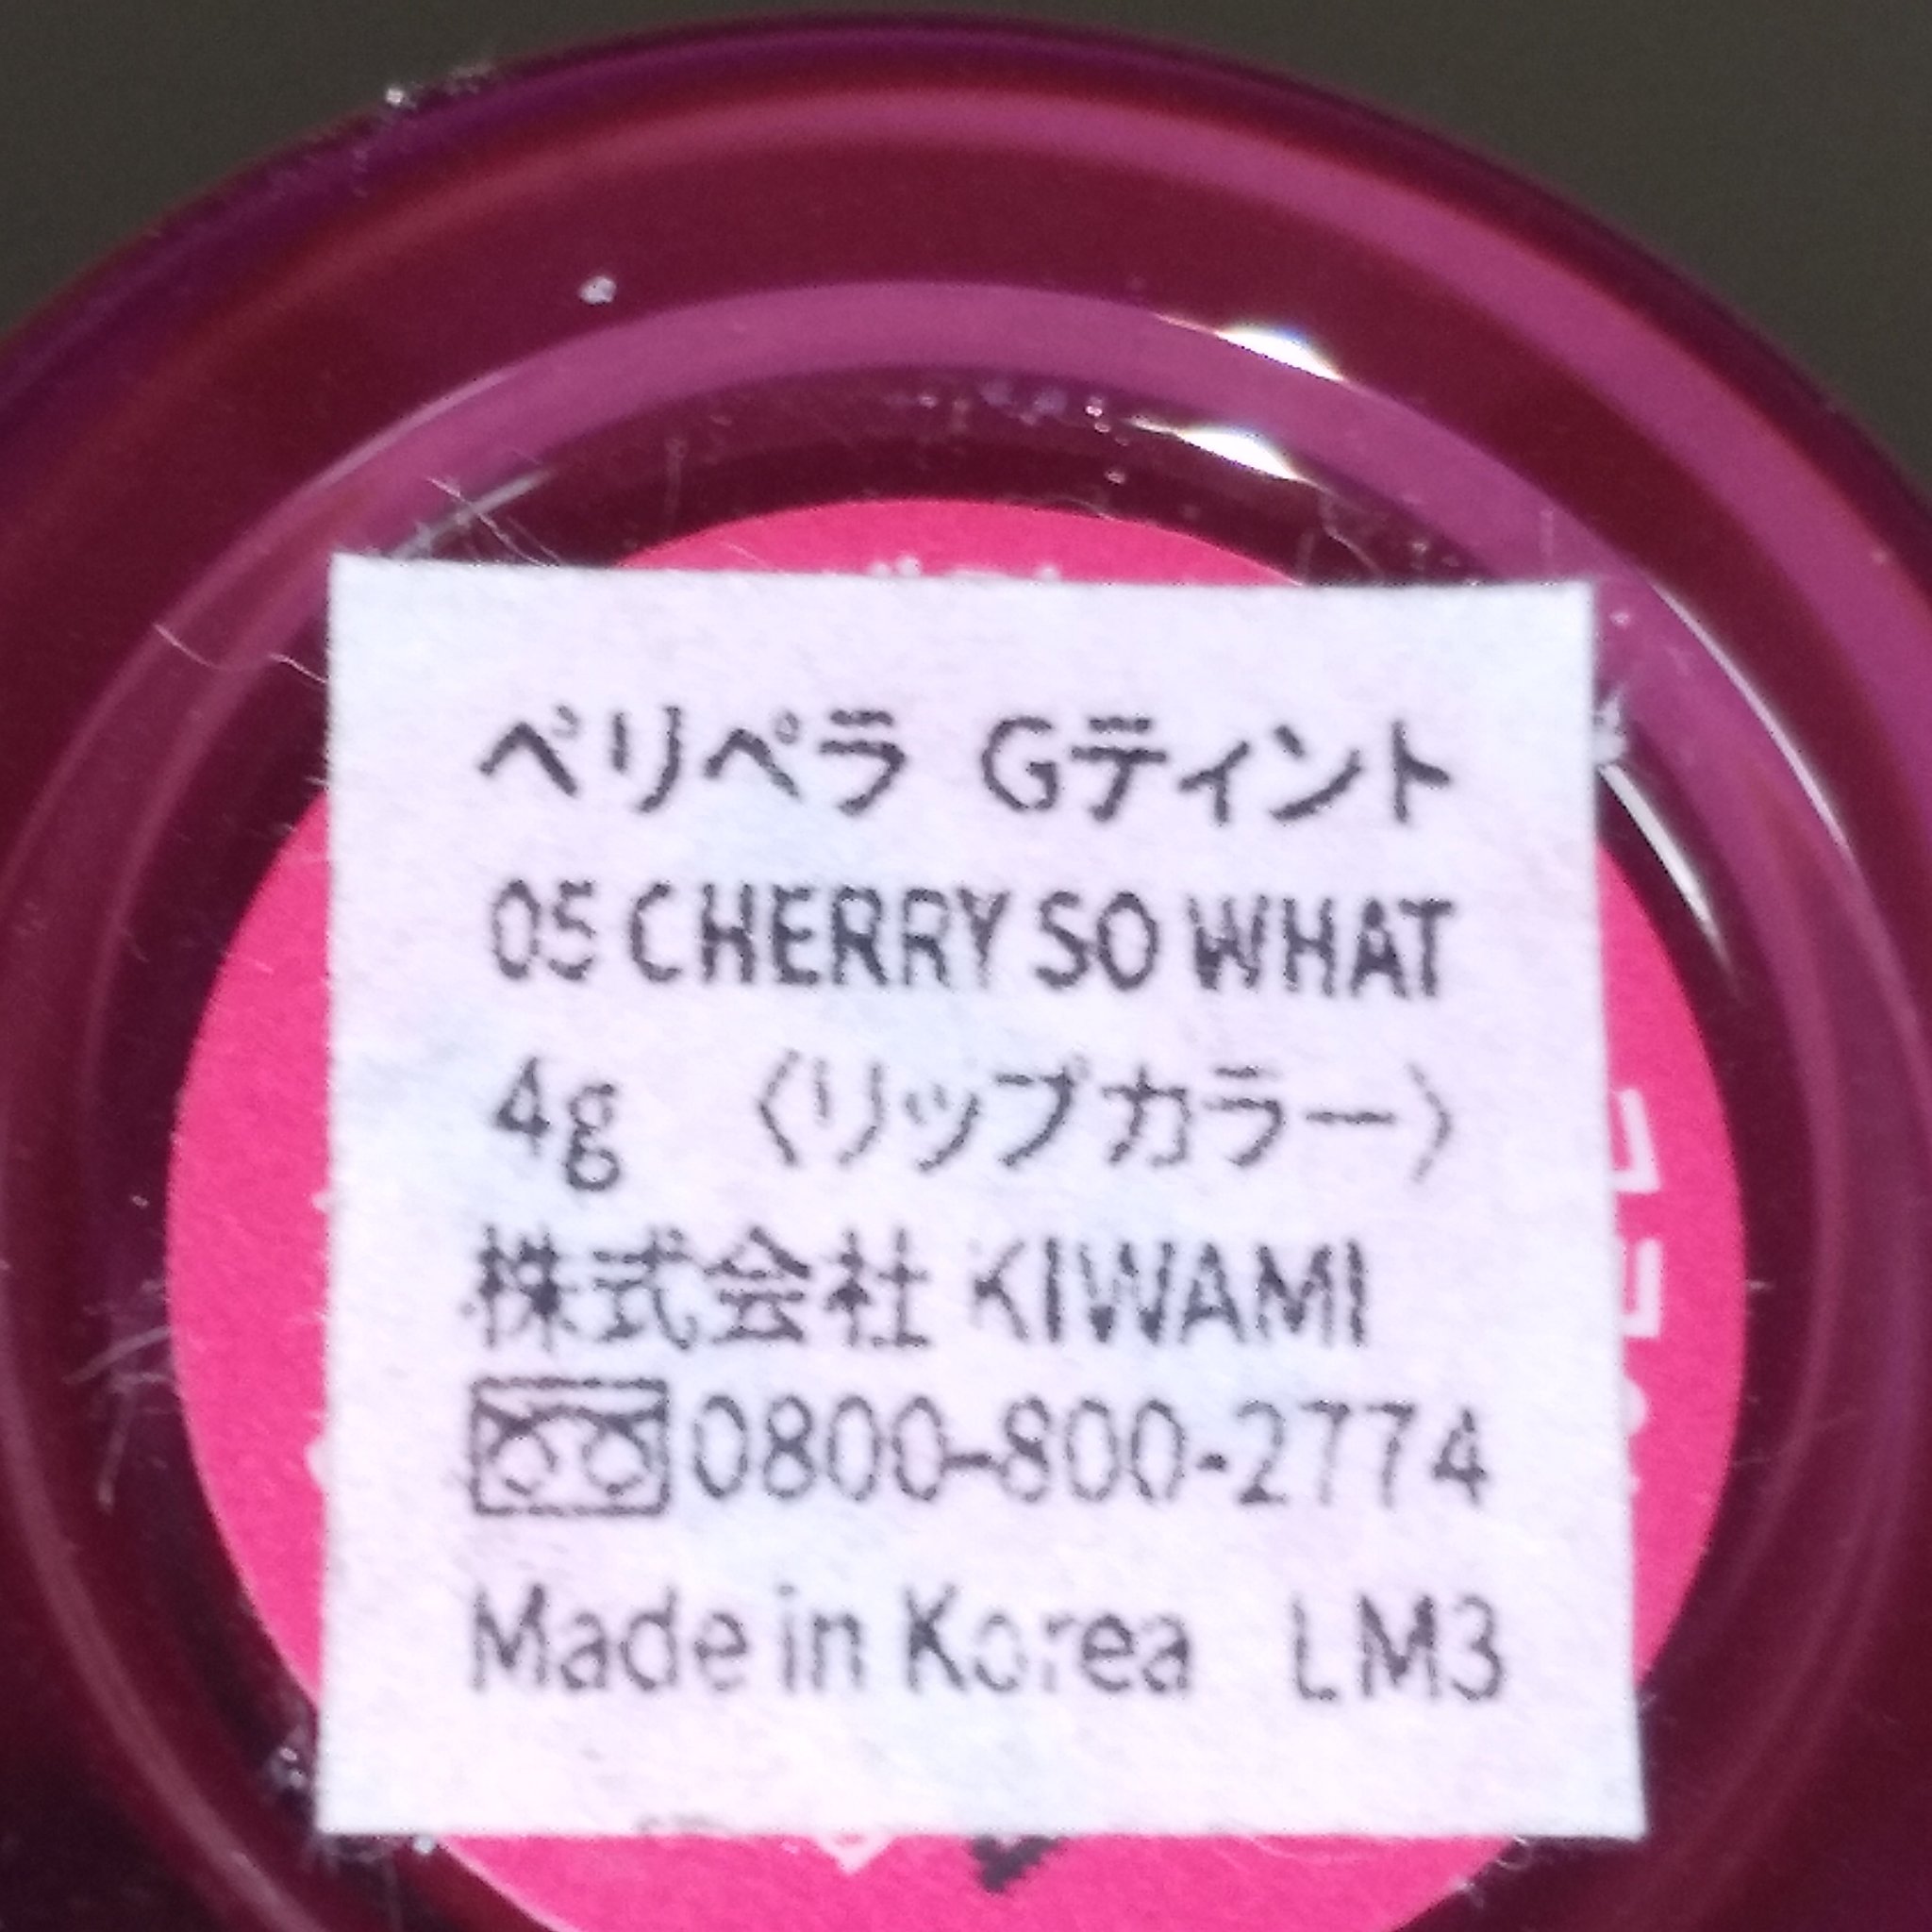 ペリペラ Gティント
05 CHERRY SO WHAT
4g 〈リップカラー〉
株式会社 KIWAMI
0800-800-2774
Made in Korea LM3